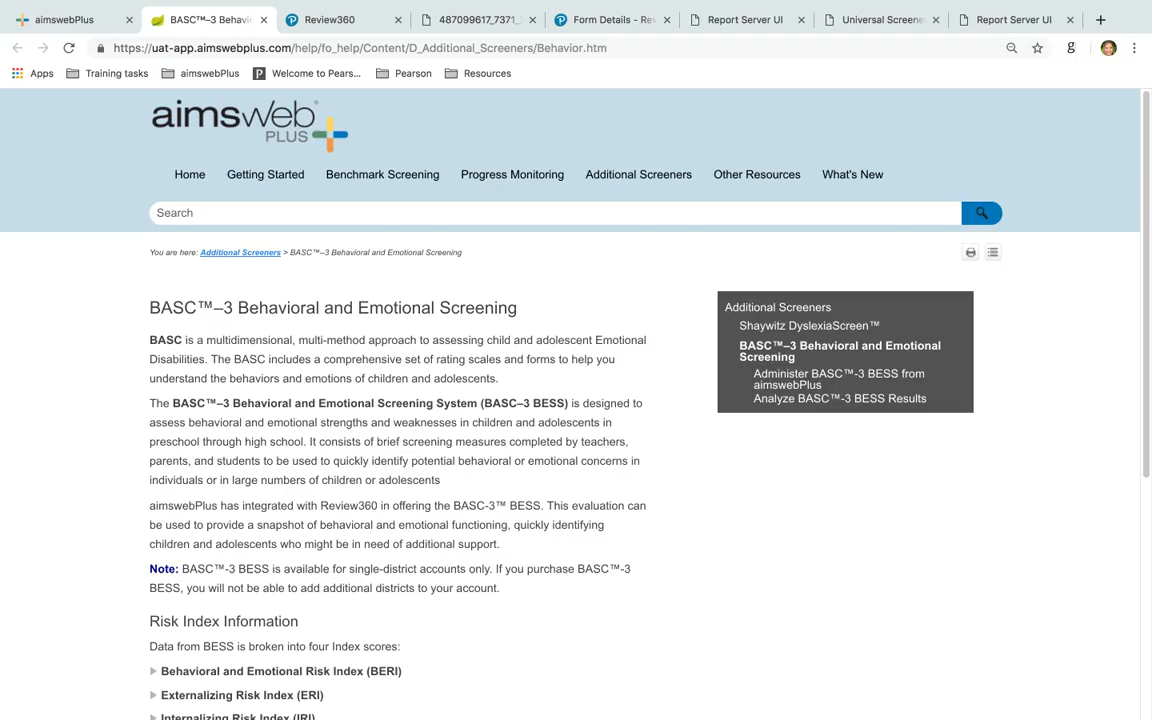 aimswebPlus
BASC™–3 Behavi
Review360
487099617_7371_
Form Details - Rev
Report Server UI
Universal Screene
Report Server UI
https://uat-app.aimswebplus.com/help/fo_help/Content/D_Additional_Screeners/Behavior.htm
Apps
Training tasks
aimswebPlus
Welcome to Pears...
Pearson
Resources
aimsweb®
PLUS
Home
Getting Started
Benchmark Screening
Progress Monitoring
Additional Screeners
Other Resources
What's New
Search
You are here: Additional Screeners > BASC™–3 Behavioral and Emotional Screening
BASC™–3 Behavioral and Emotional Screening
BASC is a multidimensional, multi-method approach to assessing child and adolescent Emotional
Disabilities. The BASC includes a comprehensive set of rating scales and forms to help you
understand the behaviors and emotions of children and adolescents.
The BASC™–3 Behavioral and Emotional Screening System (BASC–3 BESS) is designed to
assess behavioral and emotional strengths and weaknesses in children and adolescents in
preschool through high school. It consists of brief screening measures completed by teachers,
parents, and students to be used to quickly identify potential behavioral or emotional concerns in
individuals or in large numbers of children or adolescents
aimswebPlus has integrated with Review360 in offering the BASC-3™ BESS. This evaluation can
be used to provide a snapshot of behavioral and emotional functioning, quickly identifying
children and adolescents who might be in need of additional support.
Note: BASC™-3 BESS is available for single-district accounts only. If you purchase BASC™-3
BESS, you will not be able to add additional districts to your account.
Risk Index Information
Data from BESS is broken into four Index scores:
Behavioral and Emotional Risk Index (BERI)
Externalizing Risk Index (ERI)
Internalizing Risk Index (IRI)
Additional Screeners
Shaywitz DyslexiaScreen™
BASC™–3 Behavioral and Emotional
Screening
Administer BASC™-3 BESS from
aimswebPlus
Analyze BASC™-3 BESS Results